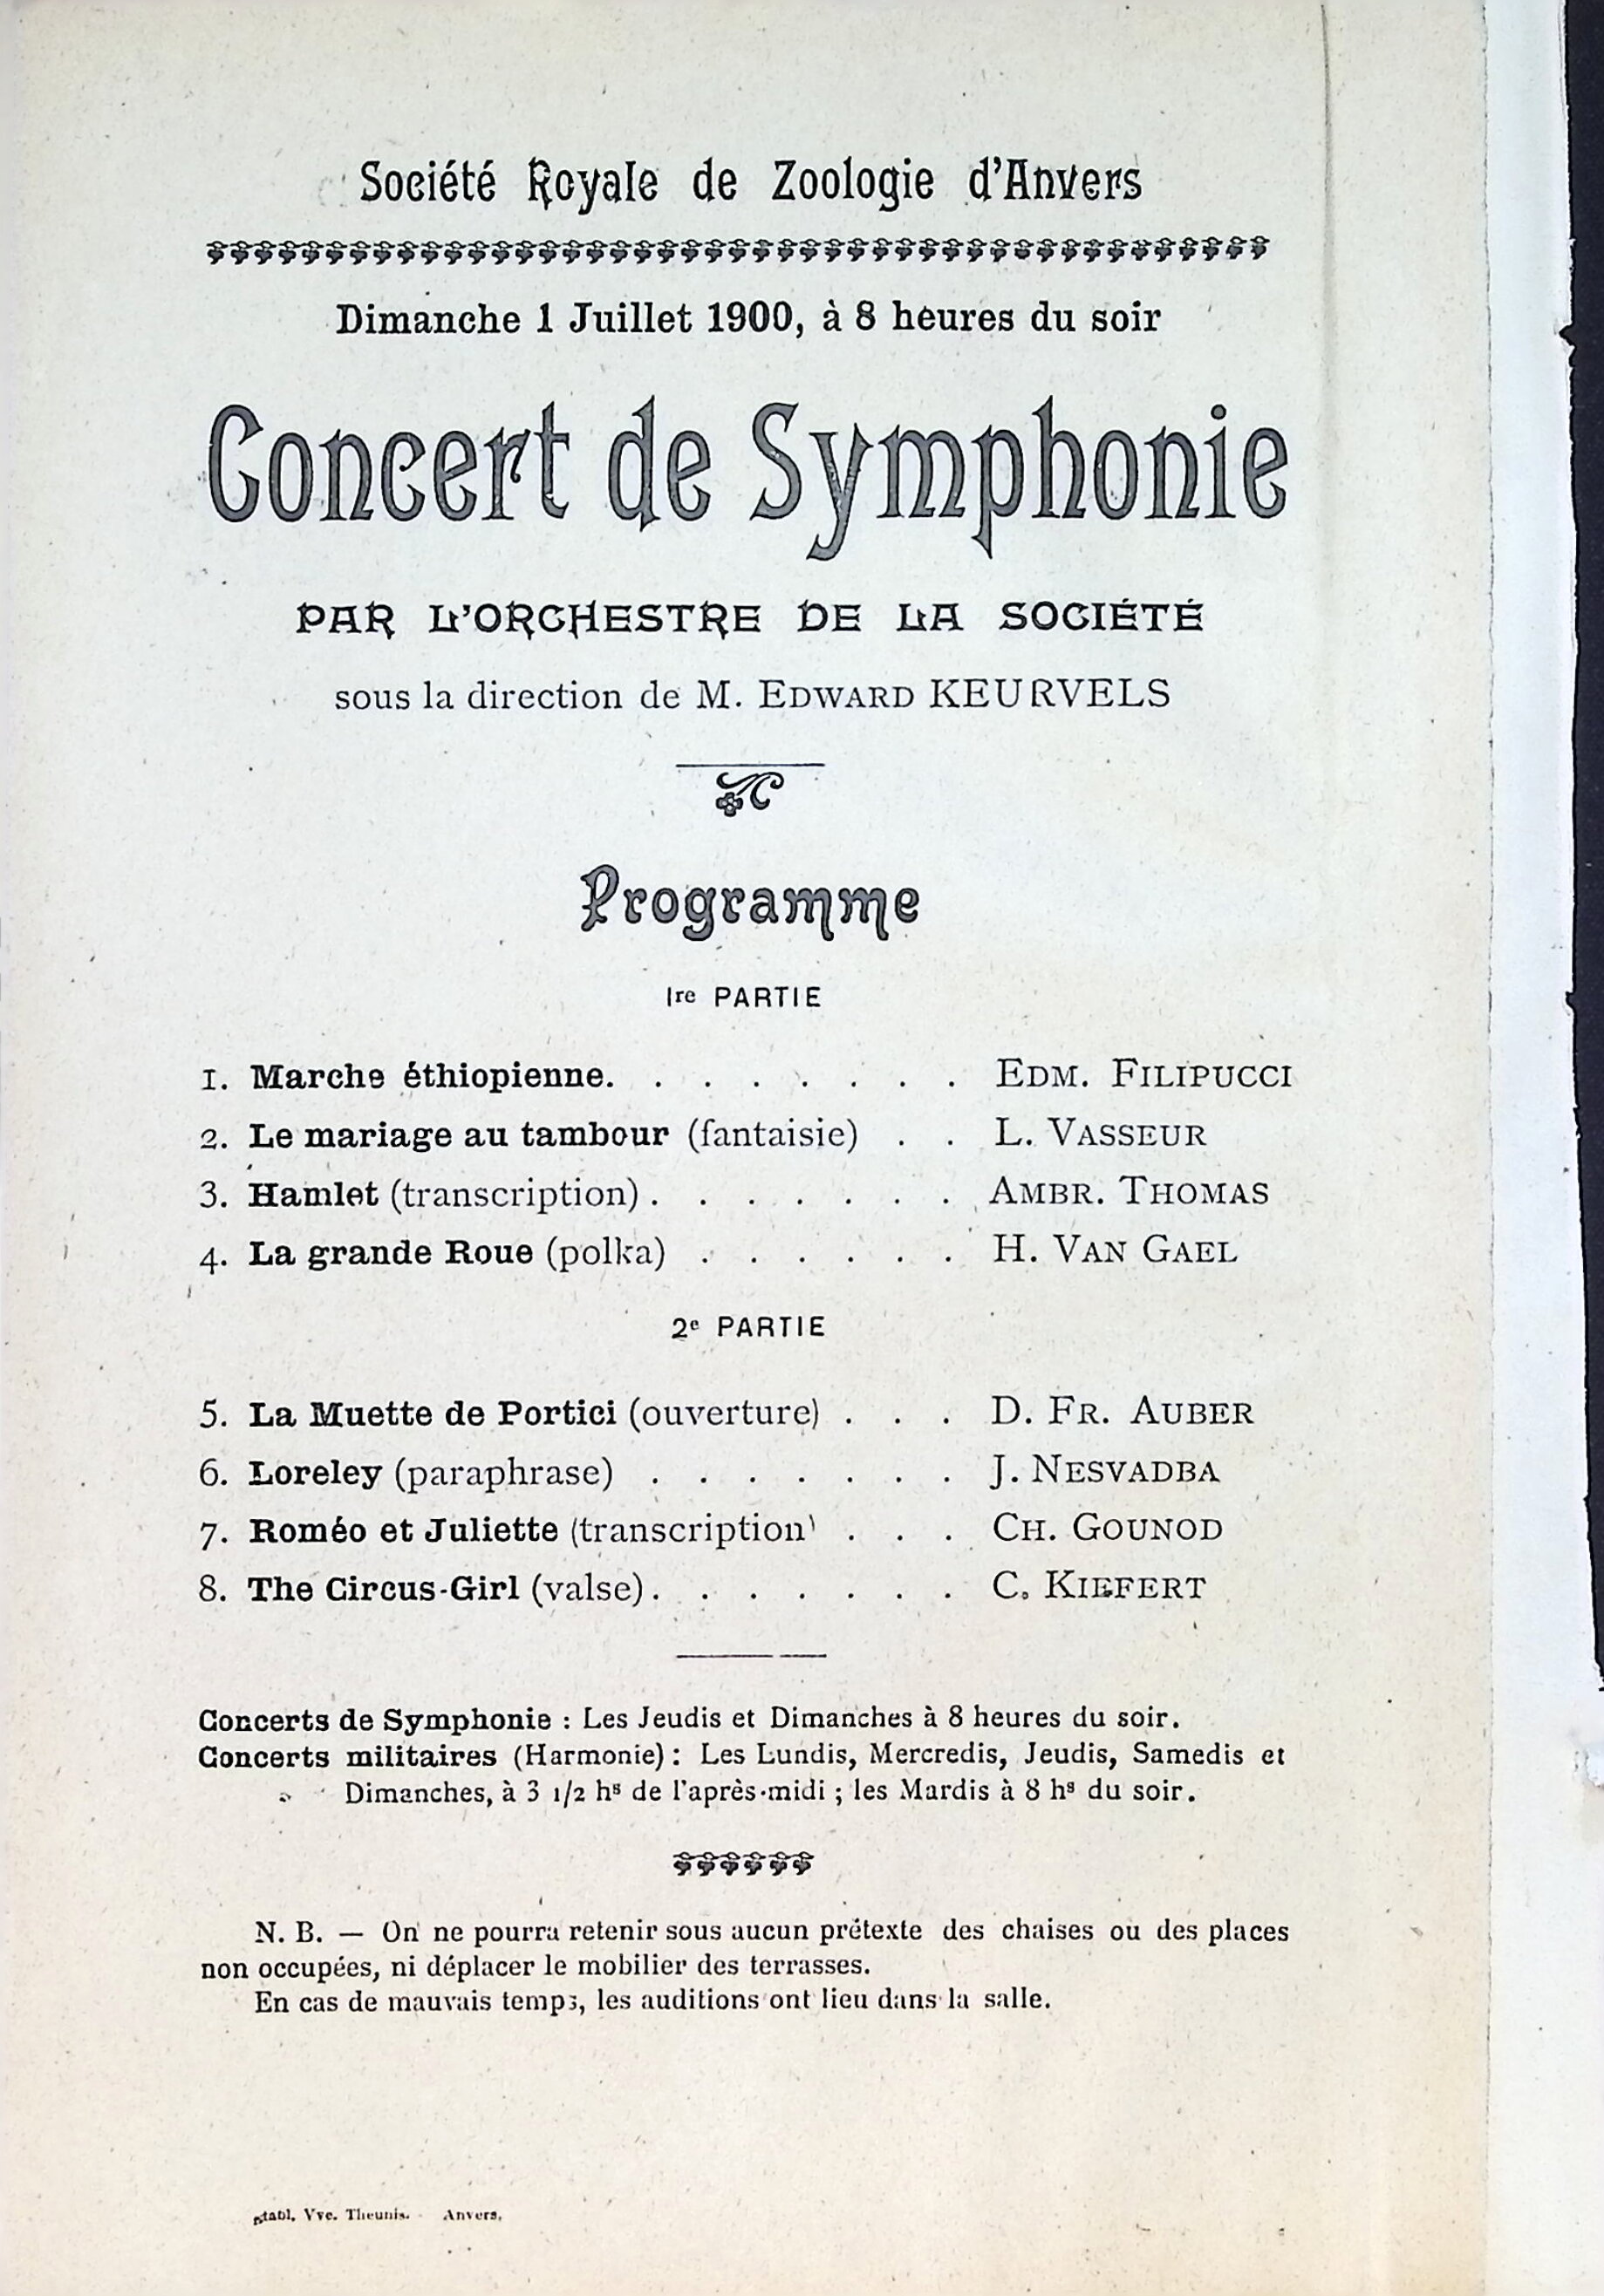 Société Royale de Zoologie d'Anvers
Dimanche 1 Juillet 1900, à 8 heures du soir
Concert de Symphonie
PAR L'ORCHESTRE DE LA SOCIÉTÉ
sous la direction de M. EDWARD KEURVELS
Programme
1re PARTIE
1. Marche éthiopienne. . . . . . . . EDM. FILIPUCCI
2. Le mariage au tambour (fantaisie) . . L. VASSEUR
3. Hamlet (transcription) . . . . . . . AMBR. THOMAS
4. La grande Roue (polka) . . . . . . H. VAN GAEL
2e PARTIE
5. La Muette de Portici (ouverture) . . . D. FR. AUBER
6. Loreley (paraphrase) . . . . . . . J. NESVADBA
7. Roméo et Juliette (transcription) . . . CH. GOUNOD
8. The Circus-Girl (valse) . . . . . . . C. KIEFERT
Concerts de Symphonie : Les Jeudis et Dimanches à 8 heures du soir.
Concerts militaires (Harmonie) : Les Lundis, Mercredis, Jeudis, Samedis et
Dimanches, à 3 1/2 hs de l'après-midi ; les Mardis à 8 hs du soir.
N. B. — On ne pourra retenir sous aucun prétexte des chaises ou des places
non occupées, ni déplacer le mobilier des terrasses.
En cas de mauvais temps, les auditions ont lieu dans la salle.
Etabl. Vve. Theunis. - Anvers.